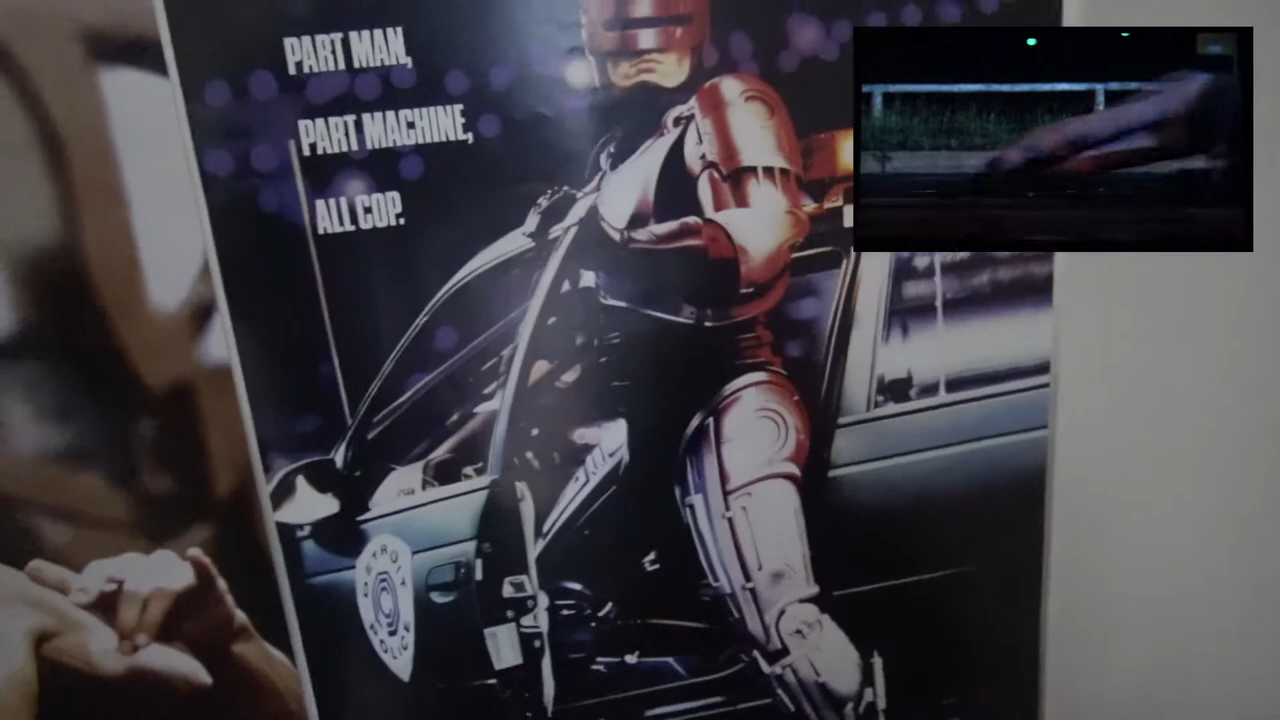 PART MAN,
PART MACHINE,
ALL COP.
DETROIT
POLICE